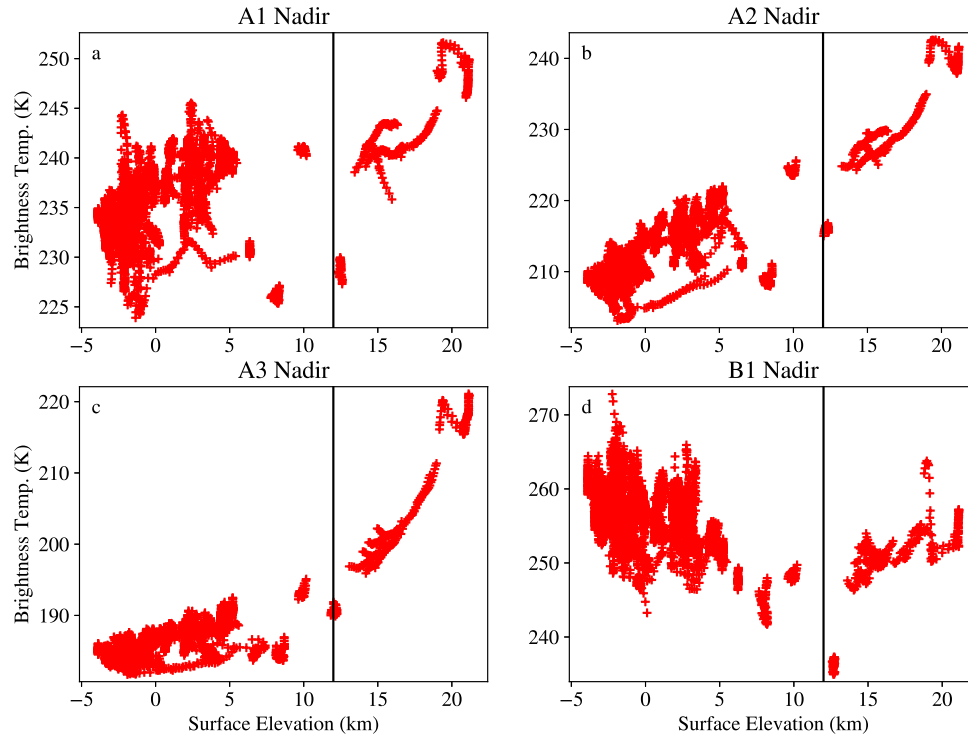 A1 Nadir
A2 Nadir
a
b
250
245
240
235
230
225
Brightness Temp. (K)
−5 0 5 10 15 20
240
230
220
210
−5 0 5 10 15 20
A3 Nadir
B1 Nadir
c
d
220
210
200
190
Brightness Temp. (K)
−5 0 5 10 15 20
Surface Elevation (km)
270
260
250
240
−5 0 5 10 15 20
Surface Elevation (km)